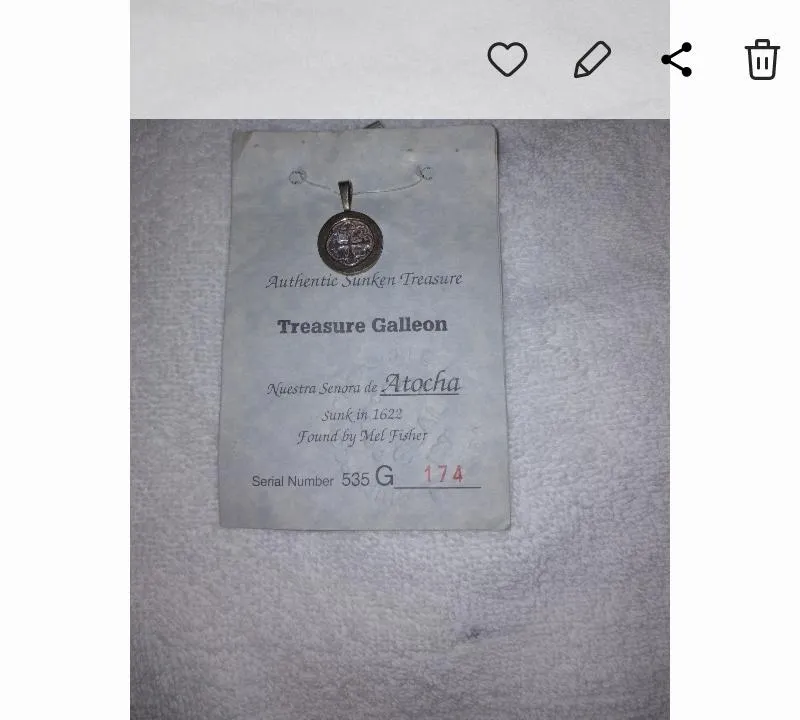 Authentic Sunken Treasure
Treasure Galleon
Nuestra Senora de Atocha
Sunk in 1622
Found by Mel Fisher
Serial Number 535 G 174